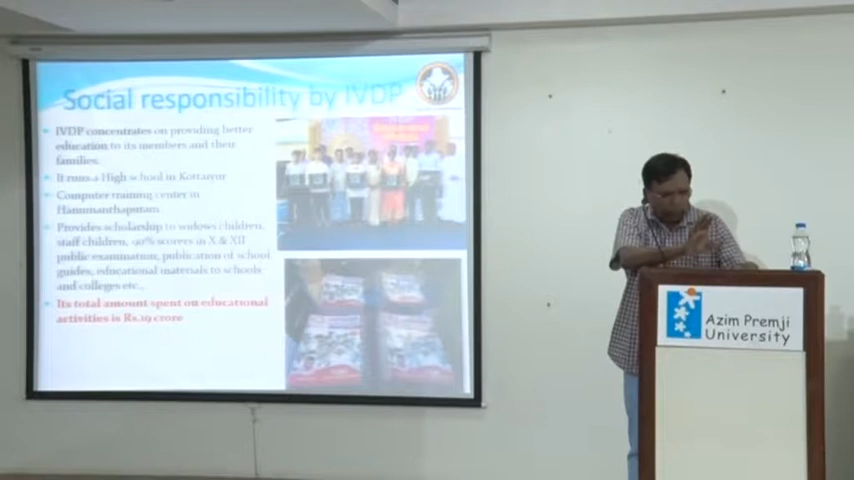 Social responsibility by IVDP
IVDP concentrates on providing better
education to its members and their
families.
It runs a High school in Kottaiyur
Computer training center in
Hanumanthapuram.
Provides scholarship to widows children.
staff children, 90% scorers in X & XII
public examination, publication of school
guides, educational materials to schools
and colleges etc.,
Its total amount spent on educational
activities is Rs.19 crore
Azim Premji
University